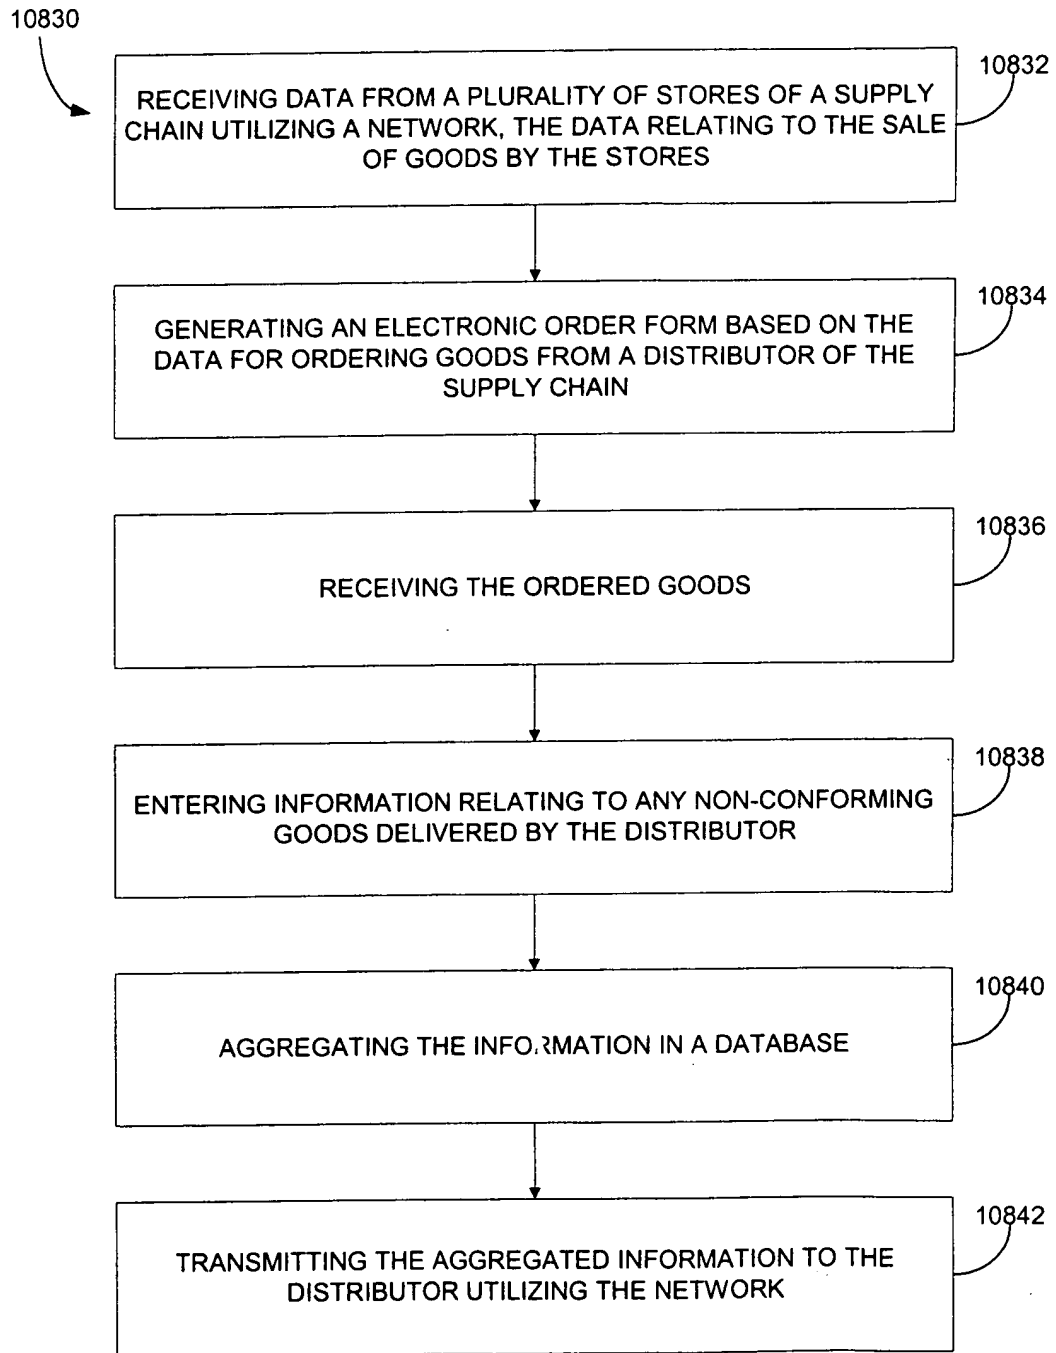 10830
10832
RECEIVING DATA FROM A PLURALITY OF STORES OF A SUPPLY
CHAIN UTILIZING A NETWORK, THE DATA RELATING TO THE SALE
OF GOODS BY THE STORES
10834
GENERATING AN ELECTRONIC ORDER FORM BASED ON THE
DATA FOR ORDERING GOODS FROM A DISTRIBUTOR OF THE
SUPPLY CHAIN
10836
RECEIVING THE ORDERED GOODS
10838
ENTERING INFORMATION RELATING TO ANY NON-CONFORMING
GOODS DELIVERED BY THE DISTRIBUTOR
10840
AGGREGATING THE INFORMATION IN A DATABASE
10842
TRANSMITTING THE AGGREGATED INFORMATION TO THE
DISTRIBUTOR UTILIZING THE NETWORK